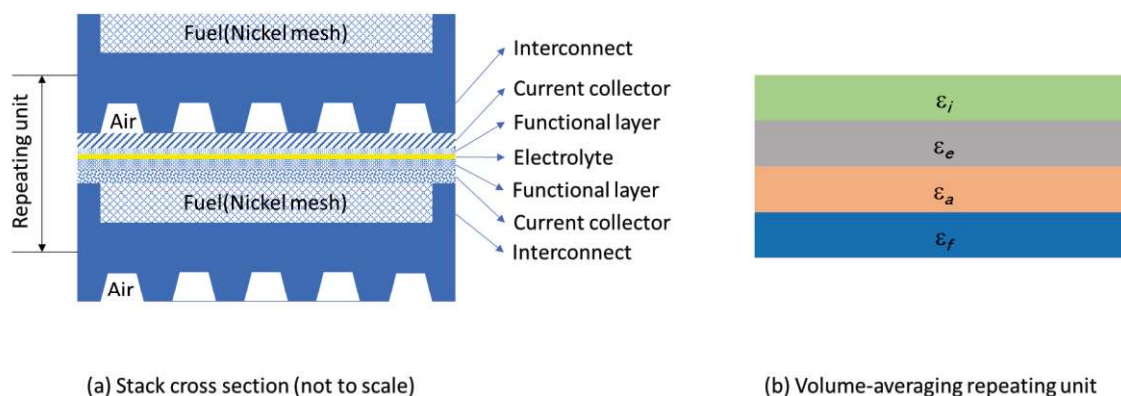 Fuel(Nickel mesh)
Interconnect
Current collector
Air
Functional layer
Electrolyte
Functional layer
Fuel(Nickel mesh)
Current collector
Interconnect
Air
Repeating unit
(a) Stack cross section (not to scale)
εi
εe
εa
εf
(b) Volume-averaging repeating unit